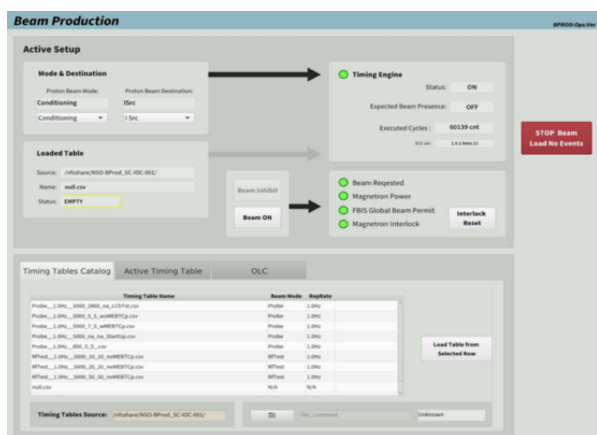 Beam Production
BPROD:Ops:Ver
Active Setup
Mode & Destination
Proton Beam Mode: Proton Beam Destination:
Conditioning ISrc
Conditioning I Src
Timing Engine
Status: ON
Expected Beam Presence: OFF
Executed Cycles : 60139 cnt
STOP Beam
Load No Events
Loaded Table
Source: /nfsshare/NSO-BProd_SC-IOC-001/
Name: null.csv
Status: EMPTY
Beam Inhibit
Beam ON
Beam Reqested
Magnetron Power
FBIS Global Beam Permit
Magnetron Interlock
Interlock
Reset
Timing Tables Catalog Active Timing Table OLC
Timing Table Name Beam Mode RepRate
Probe 1.0Hz
Probe 1.0Hz
Probe 1.0Hz
Probe 1.0Hz
Probe 1.0Hz
RfTest 1.0Hz
RfTest 1.0Hz
RfTest 1.0Hz
null.csv N/A N/A
Load Table from
Selected Row
Timing Tables Source: /nfsshare/NSO-BProd_SC-IOC-001/ file_comment Unknown